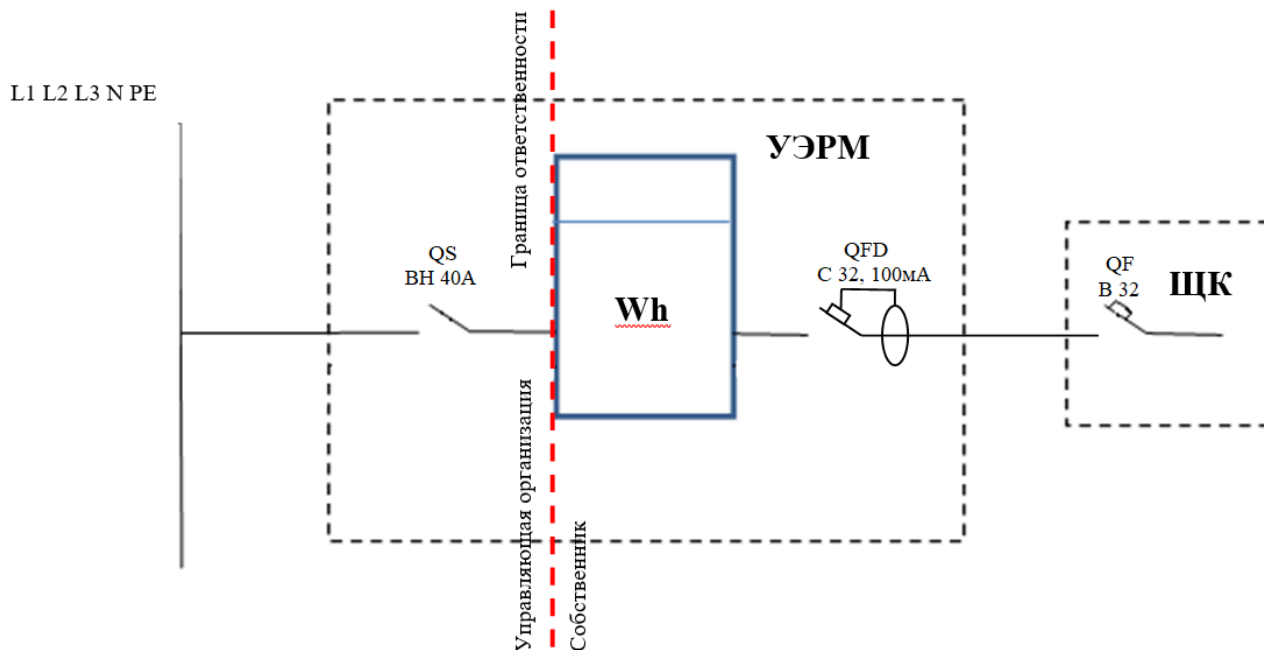 L1 L2 L3 N PE
Граница ответственности
УЭРМ
QS
ВН 40А
QFD
С 32, 100мА
QF
В 32
ЩК
Wh
Управляющая организация
Собственник